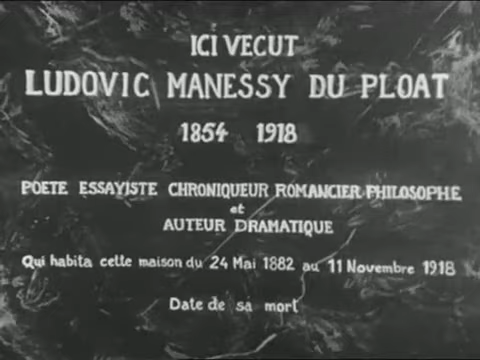 ICI VECUT
LUDOVIC MANESSY DU PLOAT
1854 1918
POETE ESSAYISTE CHRONIQUEUR ROMANCIER PHILOSOPHE
et
AUTEUR DRAMATIQUE
Qui habita cette maison du 24 Mai 1882 au 11 Novembre 1918
Date de sa mort